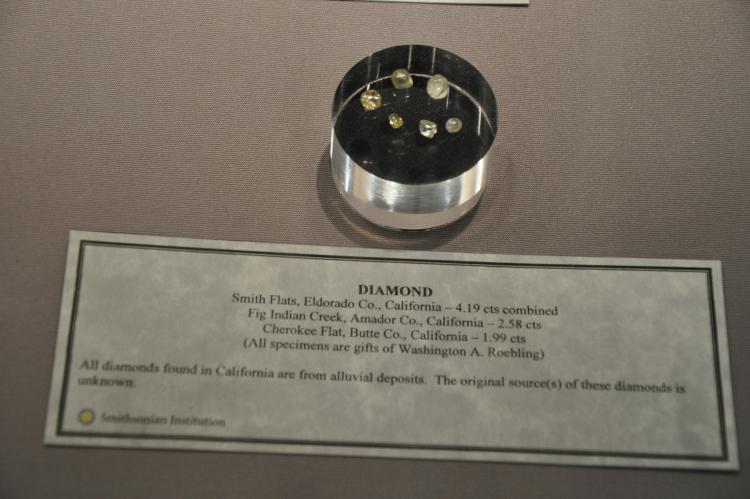 DIAMOND
Smith Flats, Eldorado Co., California – 4.19 cts combined
Fig Indian Creek, Amador Co., California – 2.58 cts
Cherokee Flat, Butte Co., California – 1.99 cts
(All specimens are gifts of Washington A. Roebling)
All diamonds found in California are from alluvial deposits. The original source(s) of these diamonds is
unknown.
Smithsonian Institution